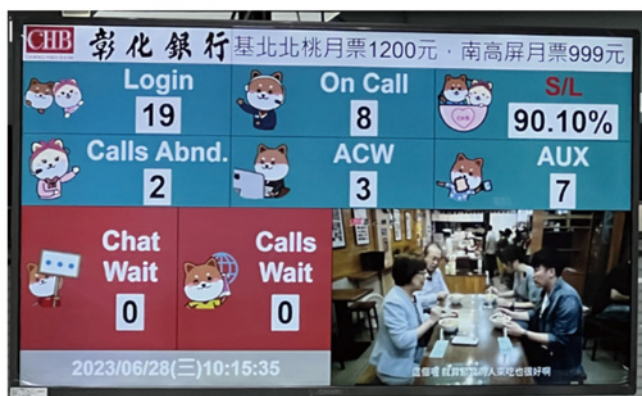 CHB 彰化銀行 基北北桃月票1200元，南高屏月票999元
Login
19
On Call
8
S/L
90.10%
Calls Abnd.
2
ACW
3
AUX
7
Chat
Wait
0
Calls
Wait
0
2023/06/28(三)10:15:35